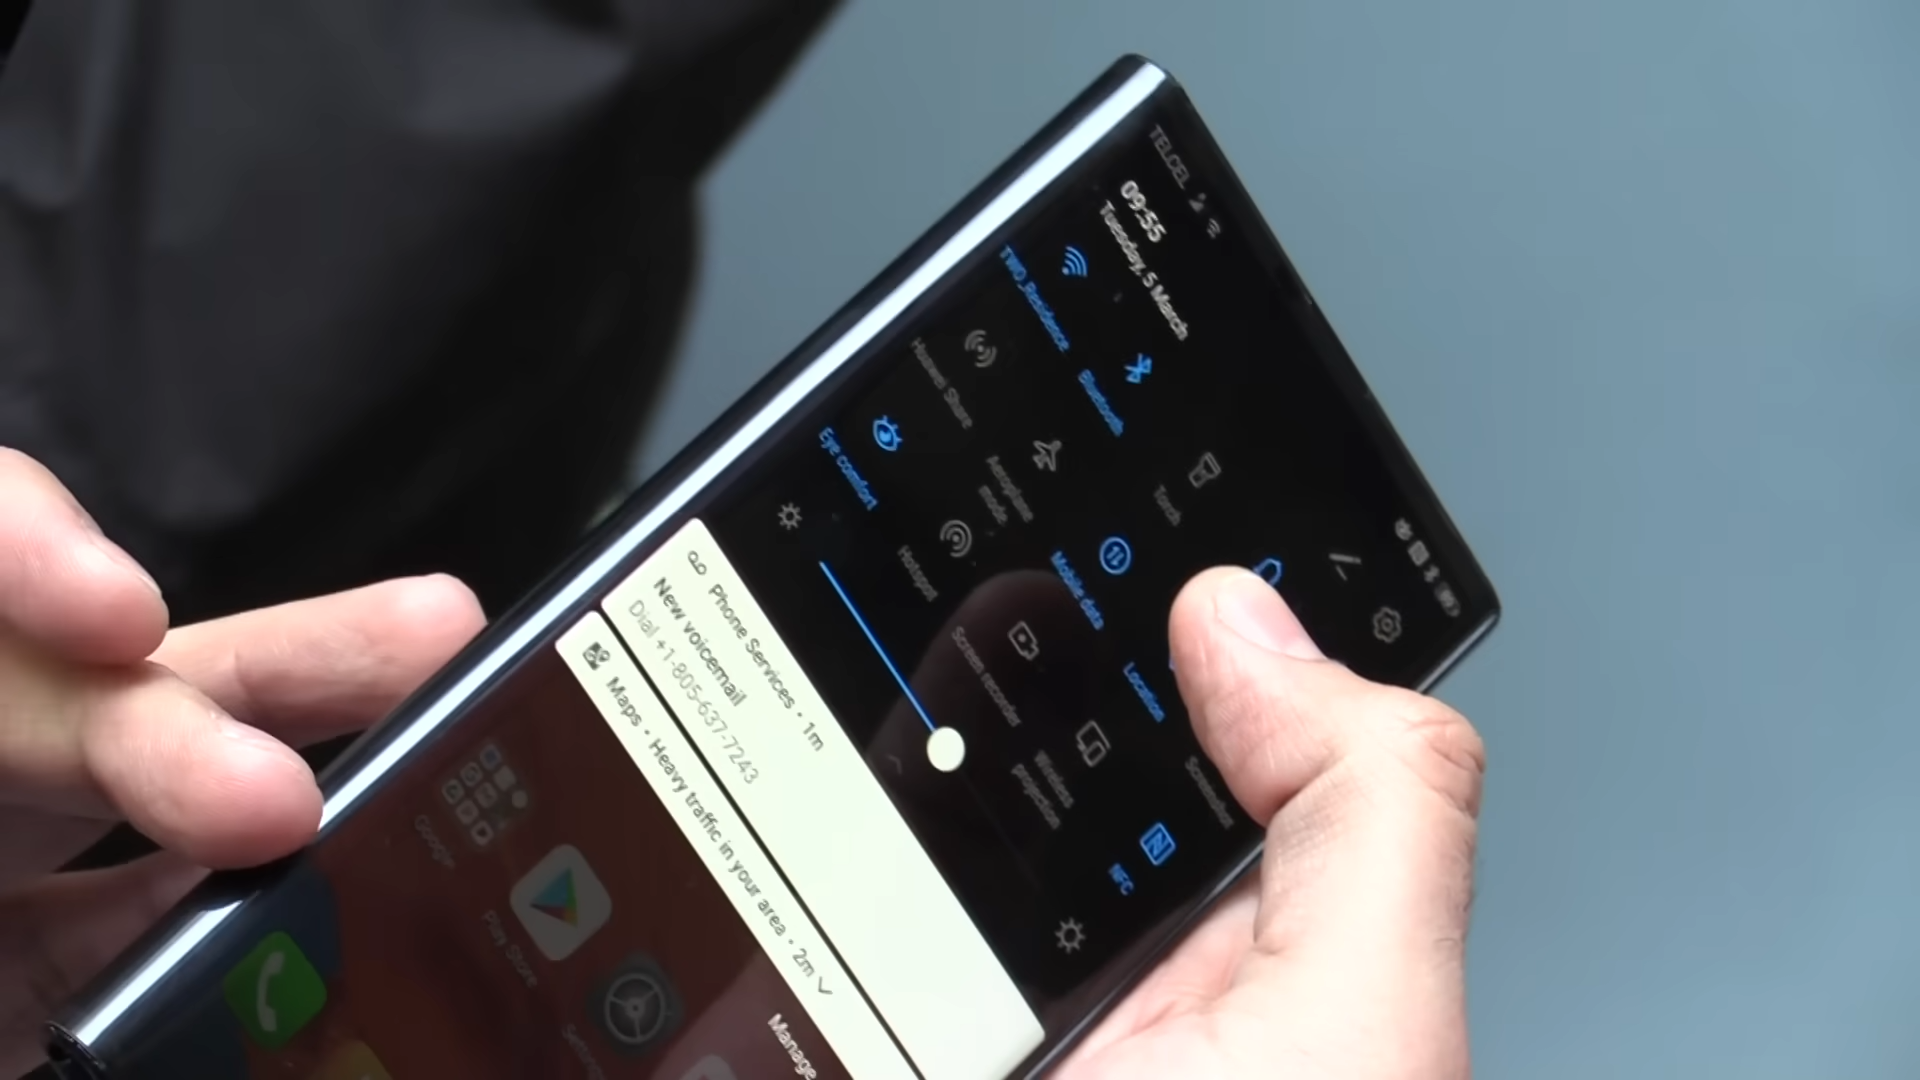 TELCEL
09:55
Tuesday, 5 March
TWO_Residence
Bluetooth
Torch
Huawei Share
Aeroplane
mode
Mobile data
Location
Screenshot
Eye comfort
Hotspot
Screen recorder
Wireless
projection
NFC
Phone Services • 1m
New voicemail
Dial +1-805-637-7243
Maps • Heavy traffic in your area • 2m
Manage
Google
Play Store
Settings